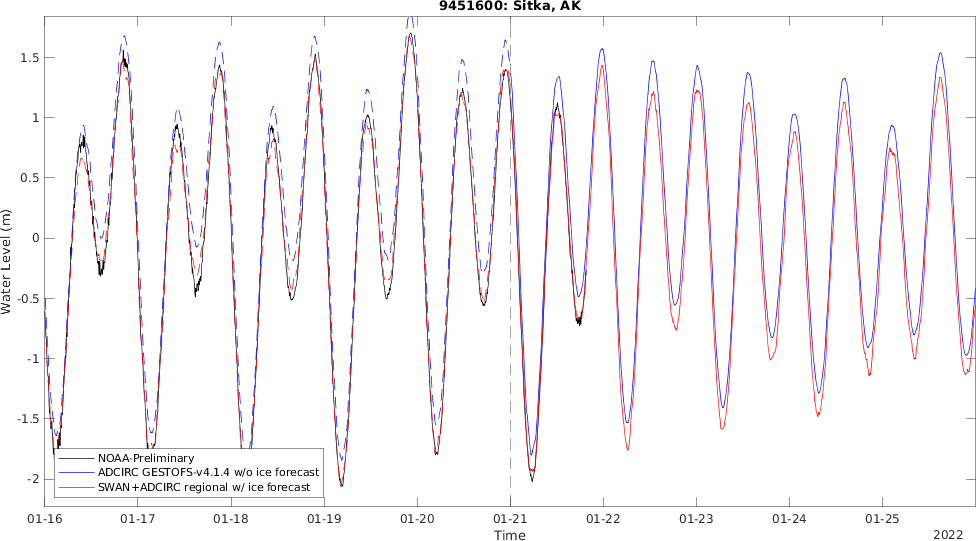 9451600: Sitka, AK
1.5
1
0.5
0
-0.5
-1
-1.5
-2
Water Level (m)
NOAA-Preliminary
ADCIRC GESTOFS-v4.1.4 w/o ice forecast
SWAN+ADCIRC regional w/ ice forecast
01-16 01-17 01-18 01-19 01-20 01-21 01-22 01-23 01-24 01-25
Time
2022